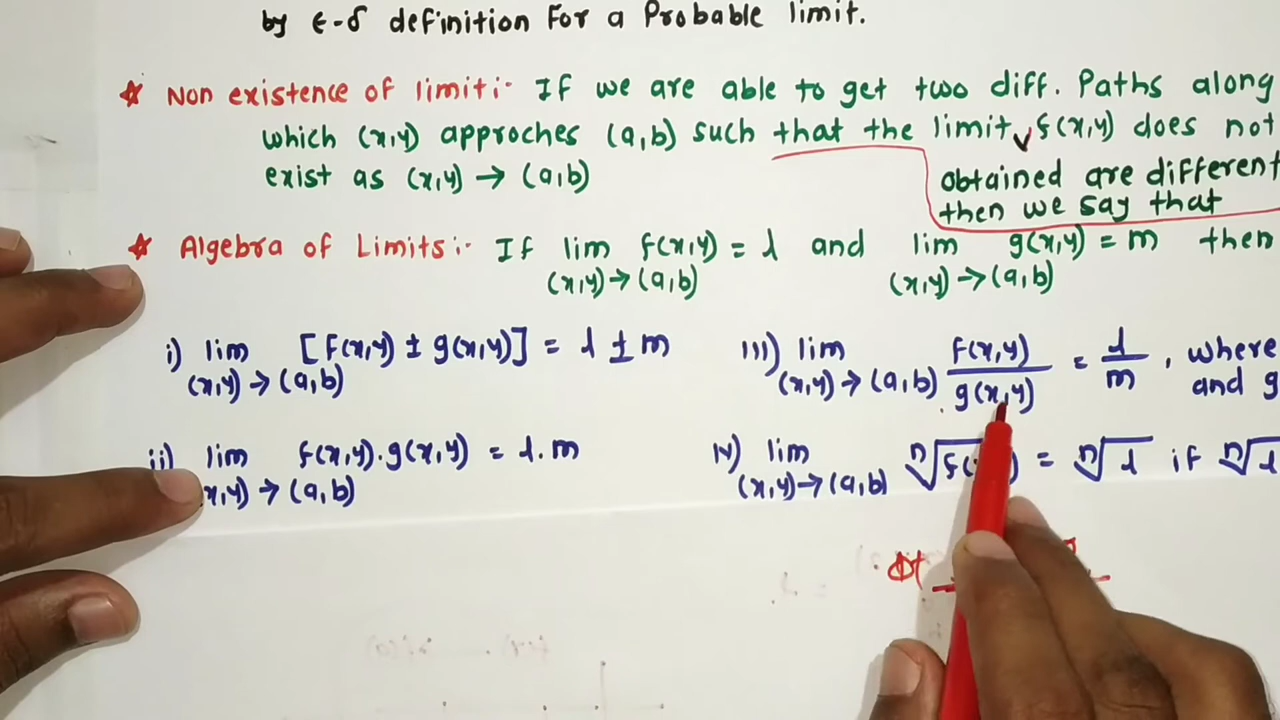 by ϵ-δ definition For a Probable limit.
☆ Non existence of limit:- If we are able to get two diff. Paths along
which (x,y) approches (a,b) such that the limit ∨ f(x,y) does not
obtained are different
then we say that
exist as (x,y) → (a,b)
☆ Algebra of Limits:- If lim f(x,y) = l and lim g(x,y) = m then
(x,y) → (a,b) (x,y) → (a,b)
i) lim [f(x,y) ± g(x,y)] = l ± m
(x,y) → (a,b)
iii) lim f(x,y)/g(x,y) = l/m , where
(x,y) → (a,b) and g
ii) lim f(x,y).g(x,y) = l.m
(x,y) → (a,b)
iv) lim ⁿ√f( ) = ⁿ√l if ⁿ√l
(x,y) → (a,b)